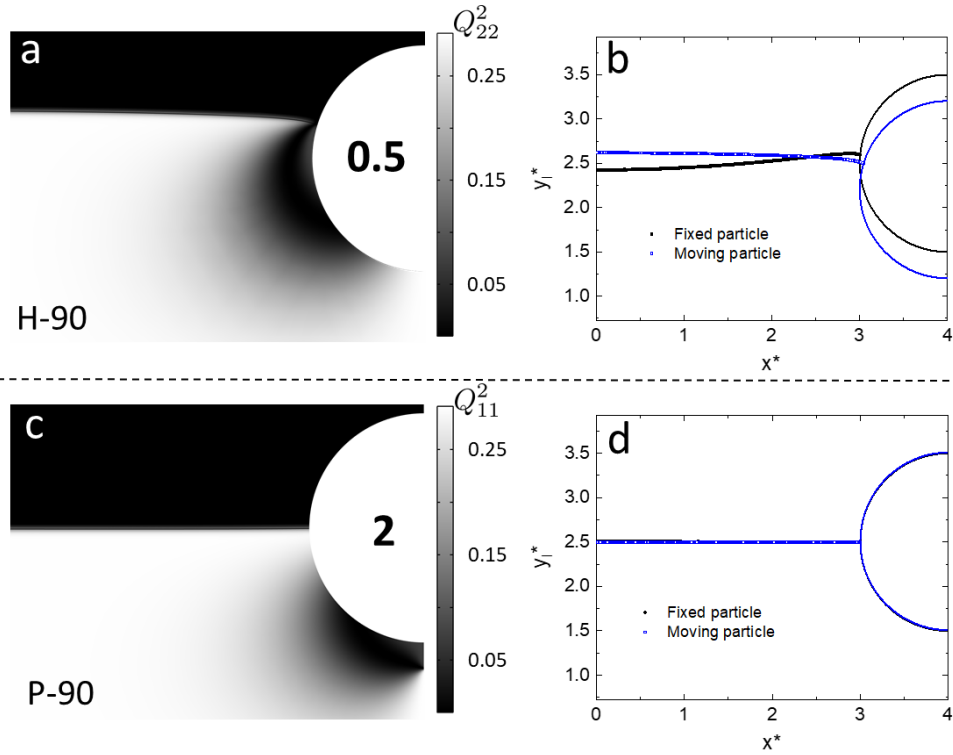 a
Q²₂₂
0.25
0.15
0.05
0.5
H-90
b
3.5
3.0
2.5
2.0
1.5
1.0
yₗ*
Fixed particle
Moving particle
0 1 2 3 4
x*
c
Q²₁₁
0.25
0.15
0.05
2
P-90
d
3.5
3.0
2.5
2.0
1.5
1.0
yₗ*
Fixed particle
Moving particle
0 1 2 3 4
x*